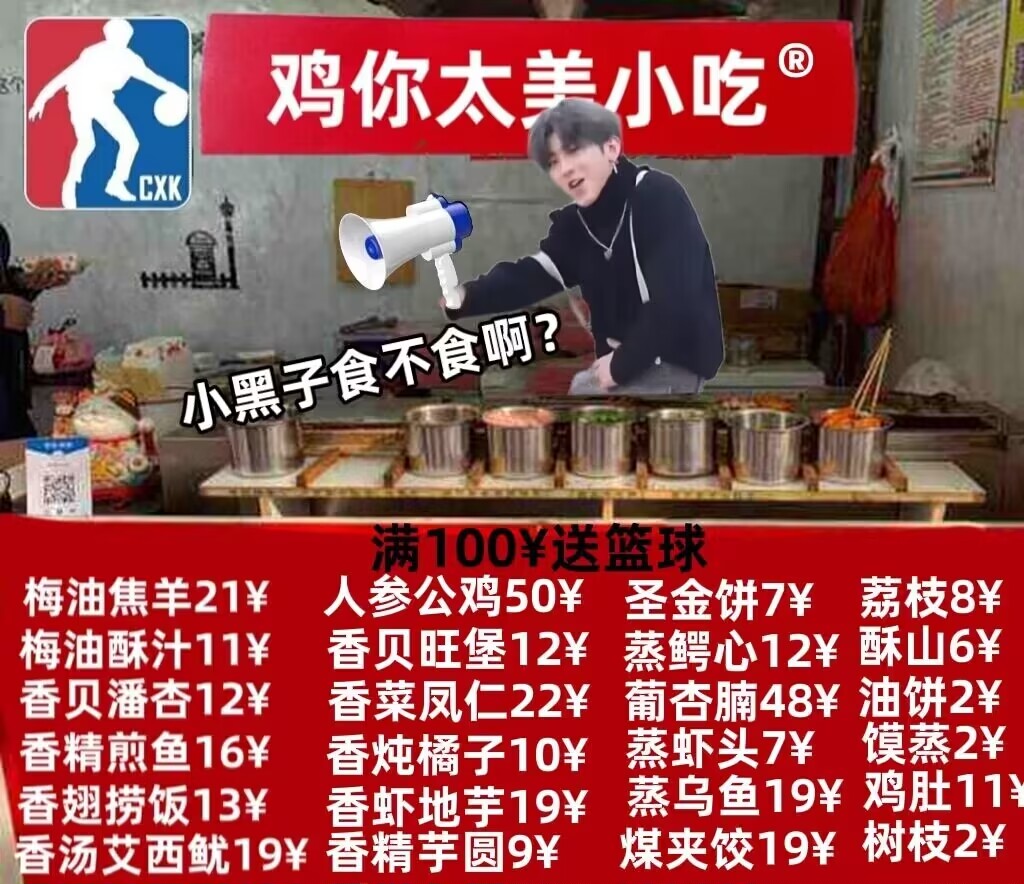 鸡你太美小吃®
CXK
小黑子食不食啊?
满100¥送篮球
梅油焦羊21¥ 人参公鸡50¥ 圣金饼7¥ 荔枝8¥
梅油酥汁11¥ 香贝旺堡12¥ 蒸鳄心12¥ 酥山6¥
香贝潘杏12¥ 香菜凤仁22¥ 葡杏腩48¥ 油饼2¥
香精煎鱼16¥ 香炖橘子10¥ 蒸虾头7¥ 馍蒸2¥
香翅捞饭13¥ 香虾地芋19¥ 蒸乌鱼19¥ 鸡肚11¥
香汤艾西鱿19¥ 香精芋圆9¥ 煤夹饺19¥ 树枝2¥